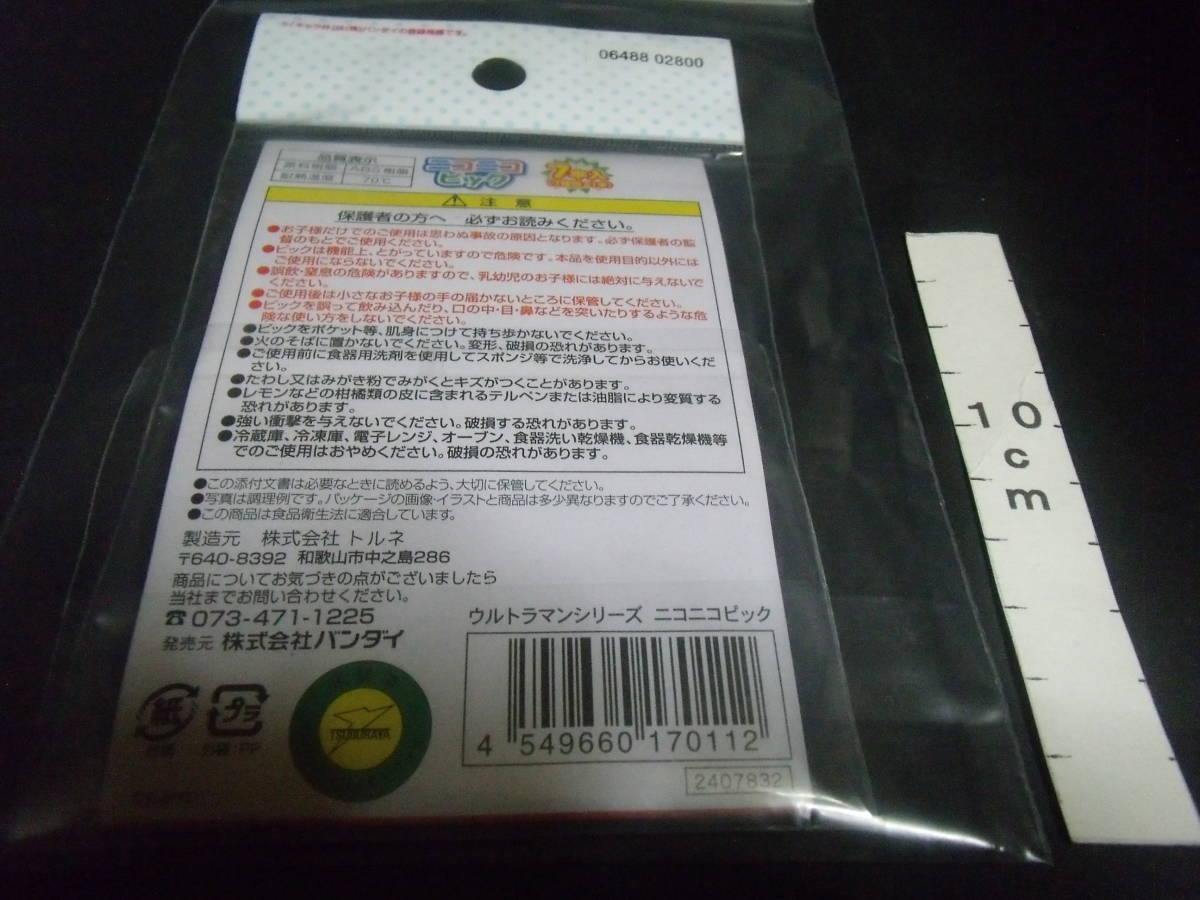 06488 02800
品質表示
原料樹脂 ABS樹脂
耐熱温度 70℃
ニコニコ
ピック
7本入
注意
保護者の方へ 必ずお読みください。
●お子様だけでのご使用は思わぬ事故の原因となります。必ず保護者の監
督のもとでご使用ください。
●ピックは機能上、とがっていますので危険です。本品を使用目的以外には
ご使用にならないでください。
●誤飲・窒息の危険がありますので、乳幼児のお子様には絶対に与えないで
ください。
●ご使用後は小さなお子様の手の届かないところに保管してください。
●ピックを誤って飲み込んだり、口の中・目・鼻などを突いたりするような危
険な使い方をしないでください。
●ピックをポケット等、肌身につけて持ち歩かないでください。
●火のそばに置かないでください。変形、破損の恐れがあります。
●ご使用前に食器用洗剤を使用してスポンジ等で洗浄してからお使いくだ
さい。
●たわし又はみがき粉でみがくとキズがつくことがあります。
●レモンなどの柑橘類の皮に含まれるテルペンまたは油脂により変質する
恐れがあります。
●強い衝撃を与えないでください。破損する恐れがあります。
●冷蔵庫、冷凍庫、電子レンジ、オーブン、食器洗い乾燥機、食器乾燥機等
でのご使用はおやめください。破損の恐れがあります。
●この添付文書は必要なときに読めるよう、大切に保管してください。
●写真は調理例です。パッケージの画像・イラストと商品は多少異なりますのでご了承ください。
●この商品は食品衛生法に適合しています。
製造元 株式会社トルネ
〒640-8392 和歌山市中之島286
商品についてお気づきの点がございましたら
当社までお問い合わせください。
☎073-471-1225
発売元 株式会社バンダイ
ウルトラマンシリーズ ニコニコピック
4 549660 170112
2407832
紙
プラ
外袋:PP
TSUBURAYA
10
cm